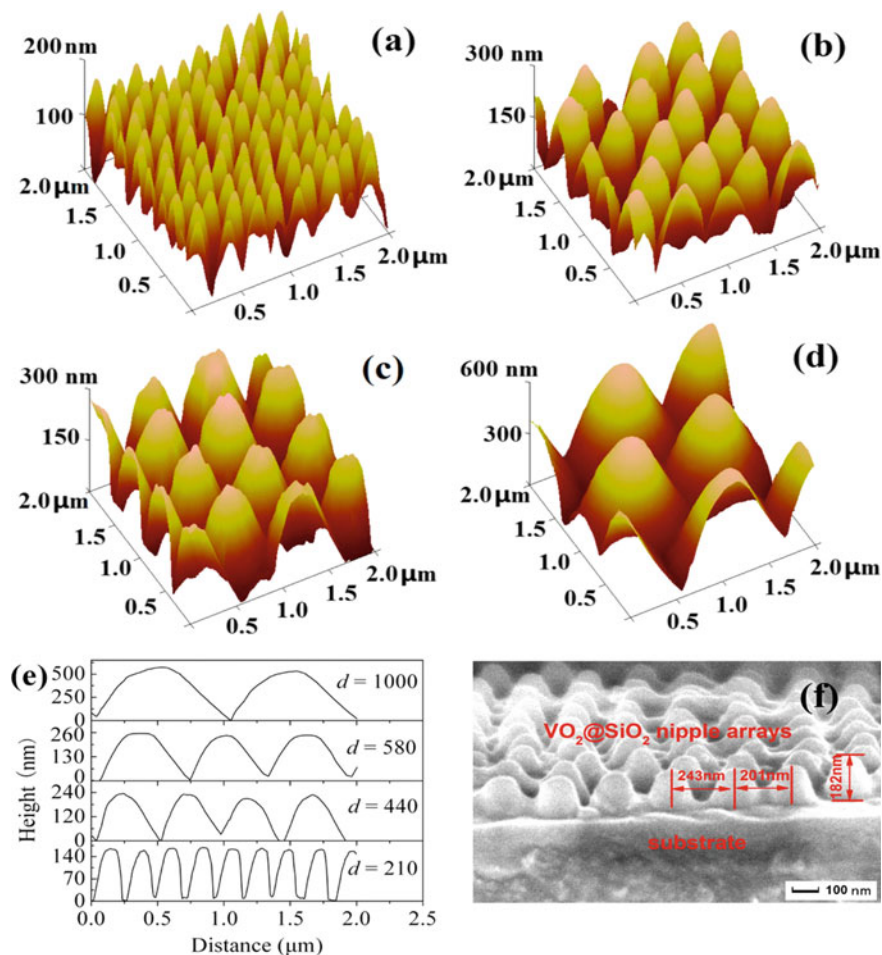 (a)
200 nm
100
2.0 μm
1.5
1.0
0.5
0.5
1.0
1.5
2.0 μm
(b)
300 nm
150
2.0 μm
1.5
1.0
0.5
0.5
1.0
1.5
2.0 μm
(c)
300 nm
150
2.0 μm
1.5
1.0
0.5
0.5
1.0
1.5
2.0 μm
(d)
600 nm
300
2.0 μm
1.5
1.0
0.5
0.5
1.0
1.5
2.0 μm
(e)
Height (nm)
500
250
0
d = 1000
260
130
0
d = 580
240
120
0
d = 440
140
70
0
d = 210
0.0 0.5 1.0 1.5 2.0 2.5
Distance (μm)
(f)
VO₂@SiO₂ nipple arrays
243nm
201nm
182nm
substrate
100 nm